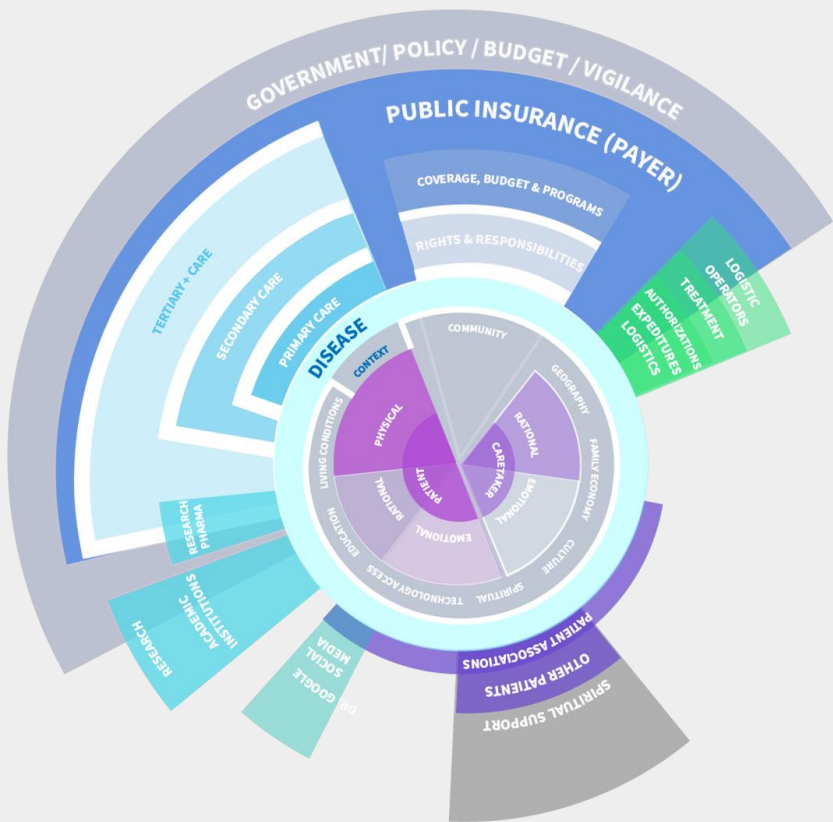 GOVERNMENT/ POLICY / BUDGET / VIGILANCE
PUBLIC INSURANCE (PAYER)
COVERAGE, BUDGET & PROGRAMS
RIGHTS & RESPONSIBILITIES
TERTIARY + CARE
SECONDARY CARE
PRIMARY CARE
LOGISTIC
OPERATORS
TREATMENT
AUTHORIZATIONS
EXPEDITURES
LOGISTICS
DISEASE
CONTEXT
COMMUNITY
GEOGRAPHY
FAMILY ECONOMY
CULTURE
SPIRITUAL
TECHNOLOGY ACCESS
EDUCATION
LIVING CONDITIONS
PHYSICAL
RATIONAL
EMOTIONAL
PATIENT
RATIONAL
EMOTIONAL
CARETAKER
RESEARCH
PHARMA
RESEARCH
ACADEMIC
INSTITUTIONS
SOCIAL
MEDIA
DR. GOOGLE
PATIENT ASSOCIATIONS
OTHER PATIENTS
SPIRITUAL SUPPORT